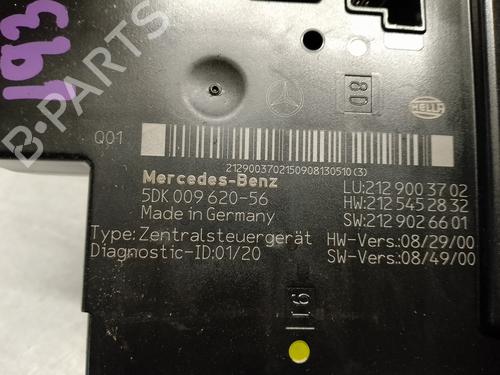 193
B-PARTS
80
HELLA
Q01
2129003702150908130510(3)
Mercedes-Benz
5DK 009 620-56
Made in Germany
Type: Zentralsteuergerät
Diagnostic-ID:01/20
LU:212 900 37 02
HW:212 545 28 32
SW:212 902 66 01
HW-Vers.:08/29/00
SW-Vers.:08/49/00
16